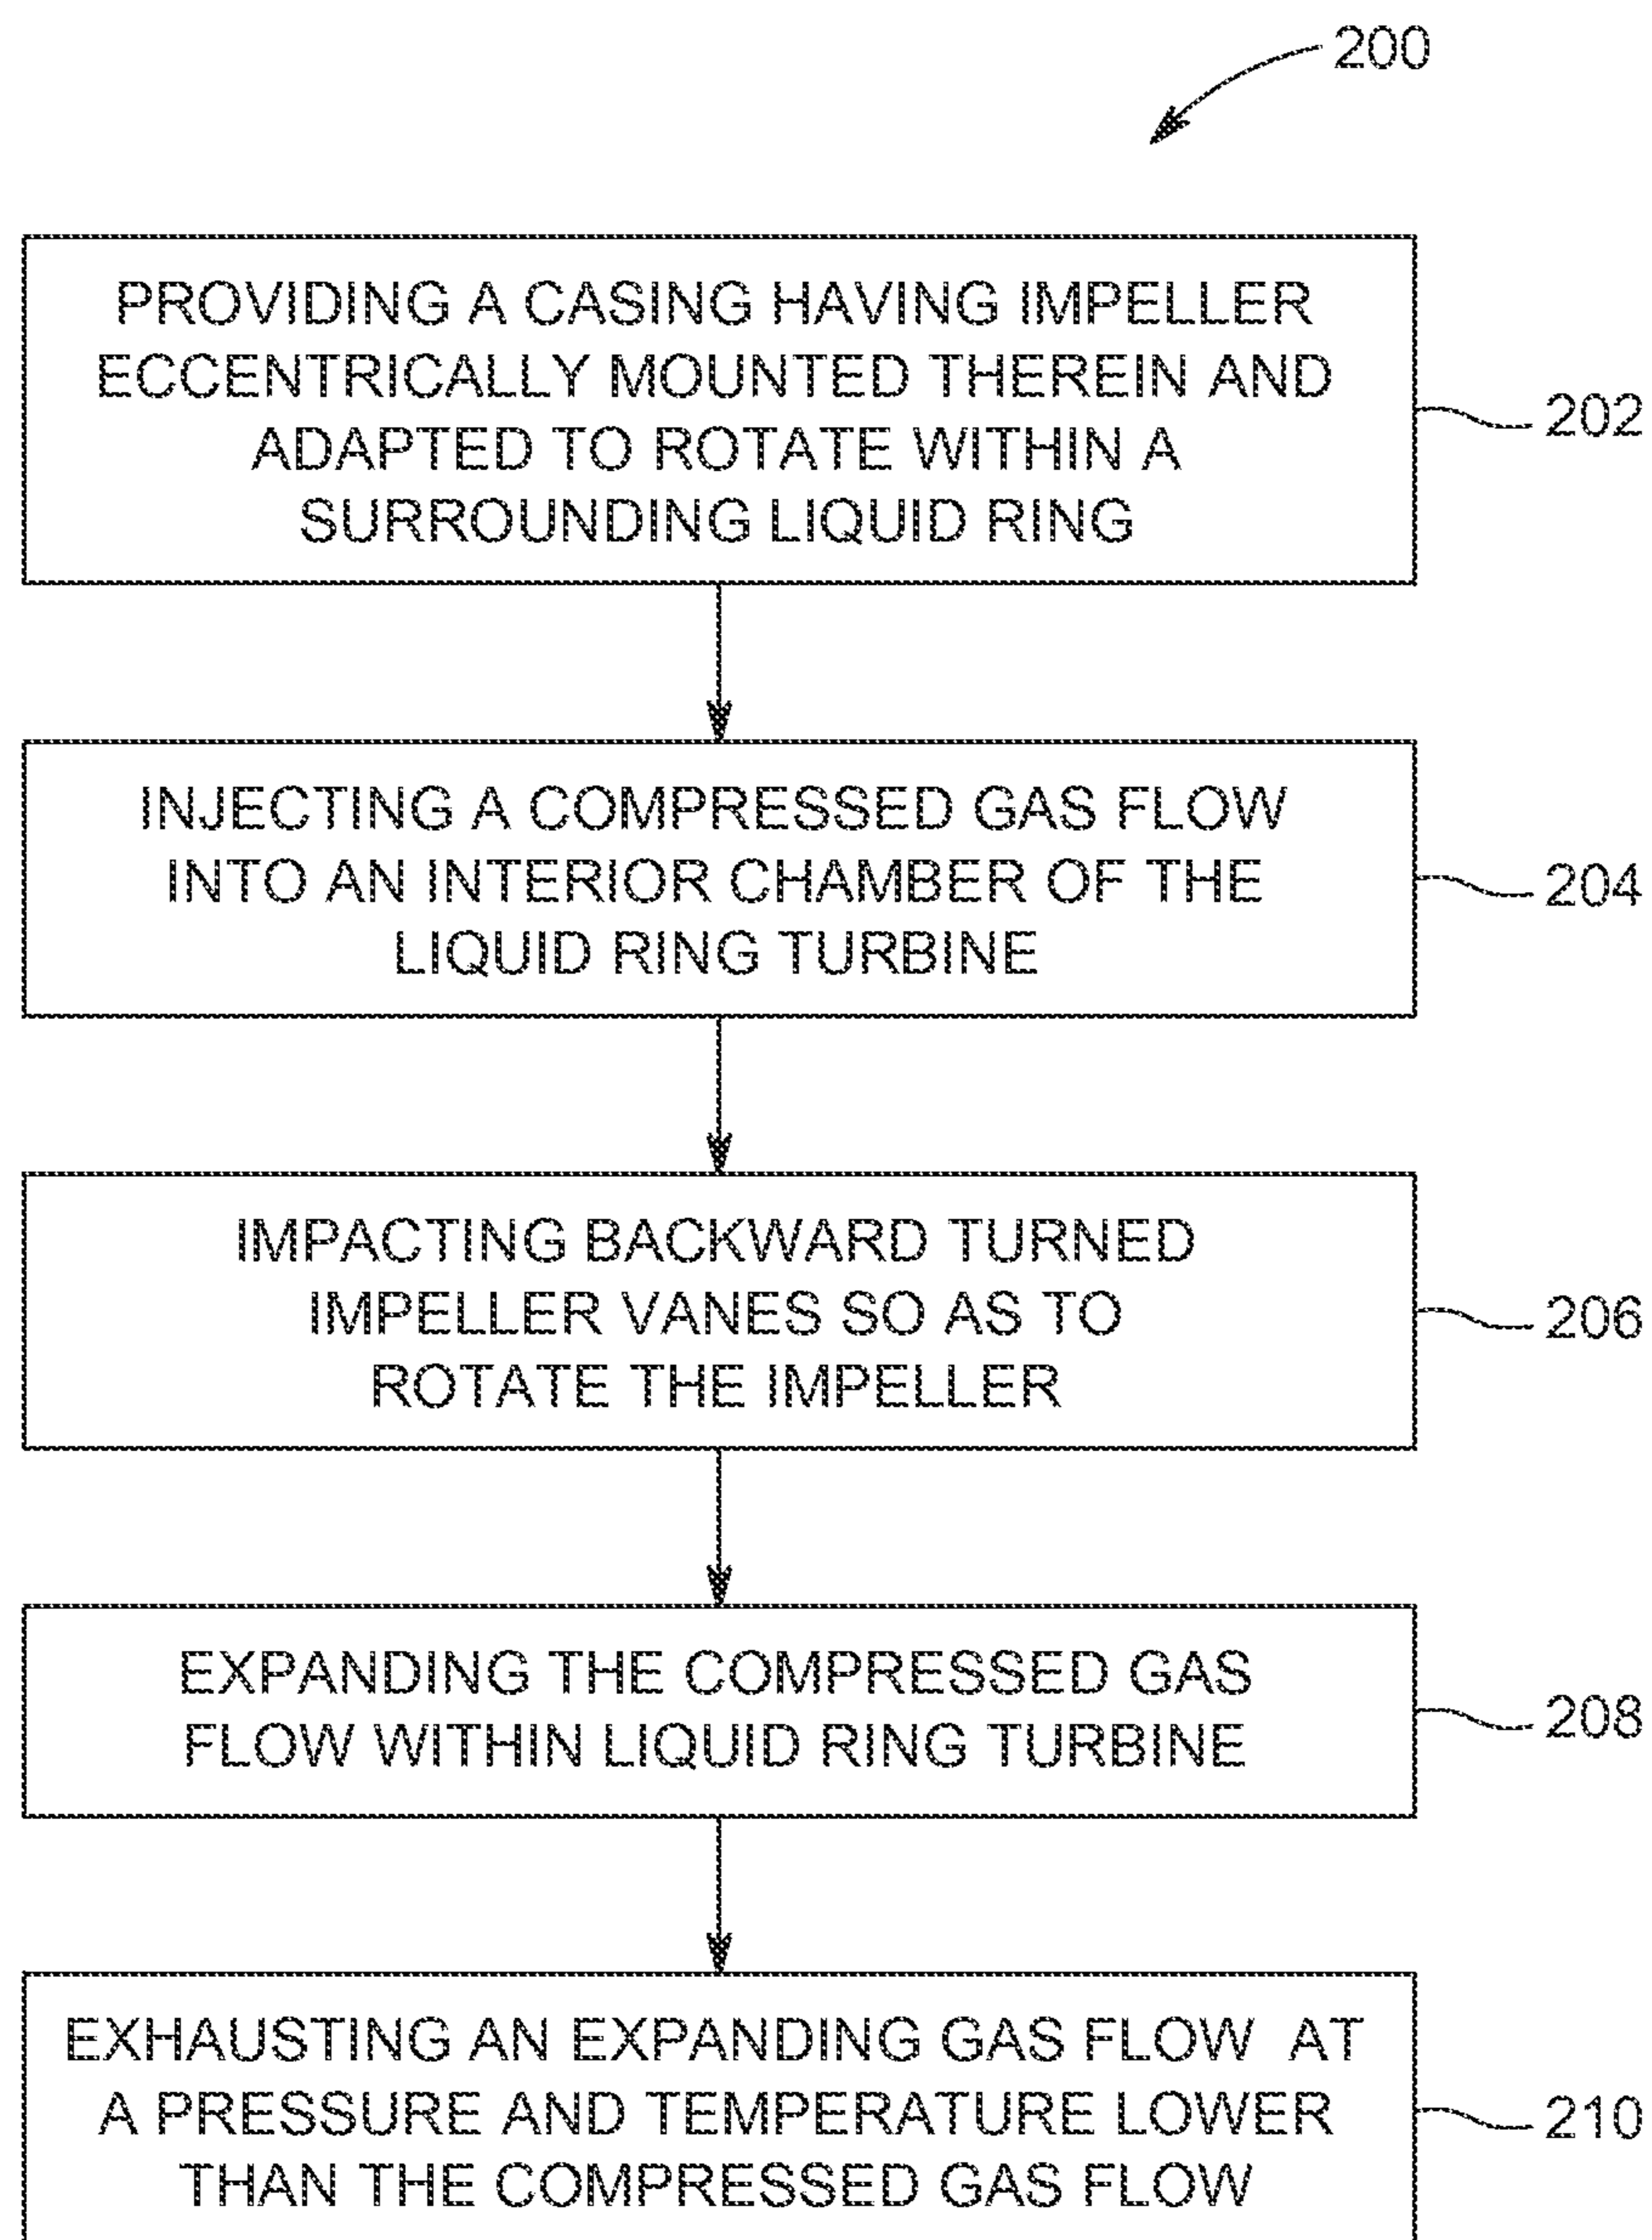 200
PROVIDING A CASING HAVING IMPELLER
ECCENTRICALLY MOUNTED THEREIN AND
ADAPTED TO ROTATE WITHIN A
SURROUNDING LIQUID RING
202
INJECTING A COMPRESSED GAS FLOW
INTO AN INTERIOR CHAMBER OF THE
LIQUID RING TURBINE
204
IMPACTING BACKWARD TURNED
IMPELLER VANES SO AS TO
ROTATE THE IMPELLER
206
EXPANDING THE COMPRESSED GAS
FLOW WITHIN LIQUID RING TURBINE
208
EXHAUSTING AN EXPANDING GAS FLOW AT
A PRESSURE AND TEMPERATURE LOWER
THAN THE COMPRESSED GAS FLOW
210